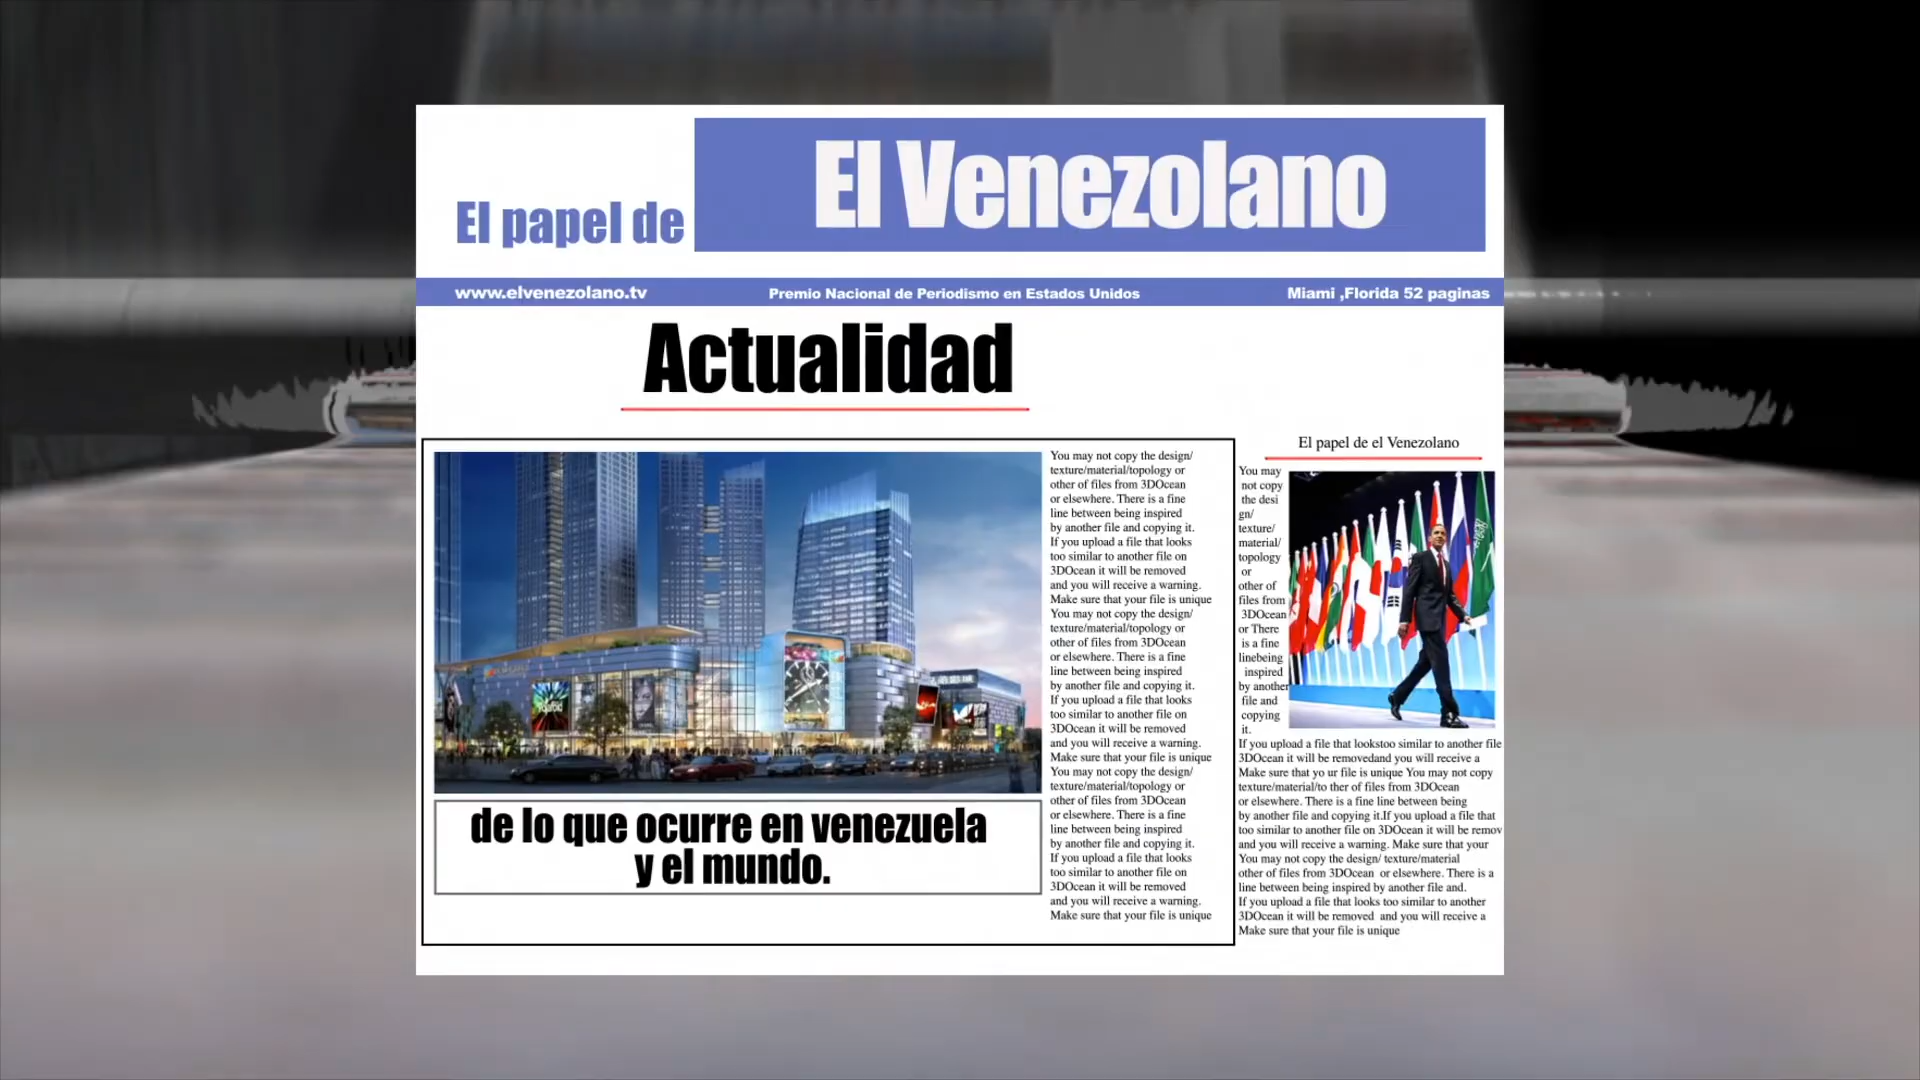 El papel de
El Venezolano
www.elvenezolano.tv
Premio Nacional de Periodismo en Estados Unidos
Miami ,Florida 52 paginas
Actualidad
de lo que ocurre en venezuela
y el mundo.
You may not copy the design/
texture/material/topology or
other of files from 3DOcean
or elsewhere. There is a fine
line between being inspired
by another file and copying it.
If you upload a file that looks
too similar to another file on
3DOcean it will be removed
and you will receive a warning.
Make sure that your file is unique
You may not copy the design/
texture/material/topology or
other of files from 3DOcean
or elsewhere. There is a fine
line between being inspired
by another file and copying it.
If you upload a file that looks
too similar to another file on
3DOcean it will be removed
and you will receive a warning.
Make sure that your file is unique
You may not copy the design/
texture/material/topology or
other of files from 3DOcean
or elsewhere. There is a fine
line between being inspired
by another file and copying it.
If you upload a file that looks
too similar to another file on
3DOcean it will be removed
and you will receive a warning.
Make sure that your file is unique
El papel de el Venezolano
You may
not copy
the desi
gn/
texture/
material/
topology
or
other of
files from
3DOcean
or There
is a fine
linebeing
inspired
by another
file and
copying
it.
If you upload a file that lookstoo similar to another file
3DOcean it will be removedand you will receive a
Make sure that yo ur file is unique You may not copy
texture/material/to ther of files from 3DOcean
or elsewhere. There is a fine line between being
by another file and copying it.If you upload a file that
too similar to another file on 3DOcean it will be remov
and you will receive a warning. Make sure that your
You may not copy the design/ texture/material
other of files from 3DOcean or elsewhere. There is a
line between being inspired by another file and.
If you upload a file that looks too similar to another
3DOcean it will be removed and you will receive a
Make sure that your file is unique